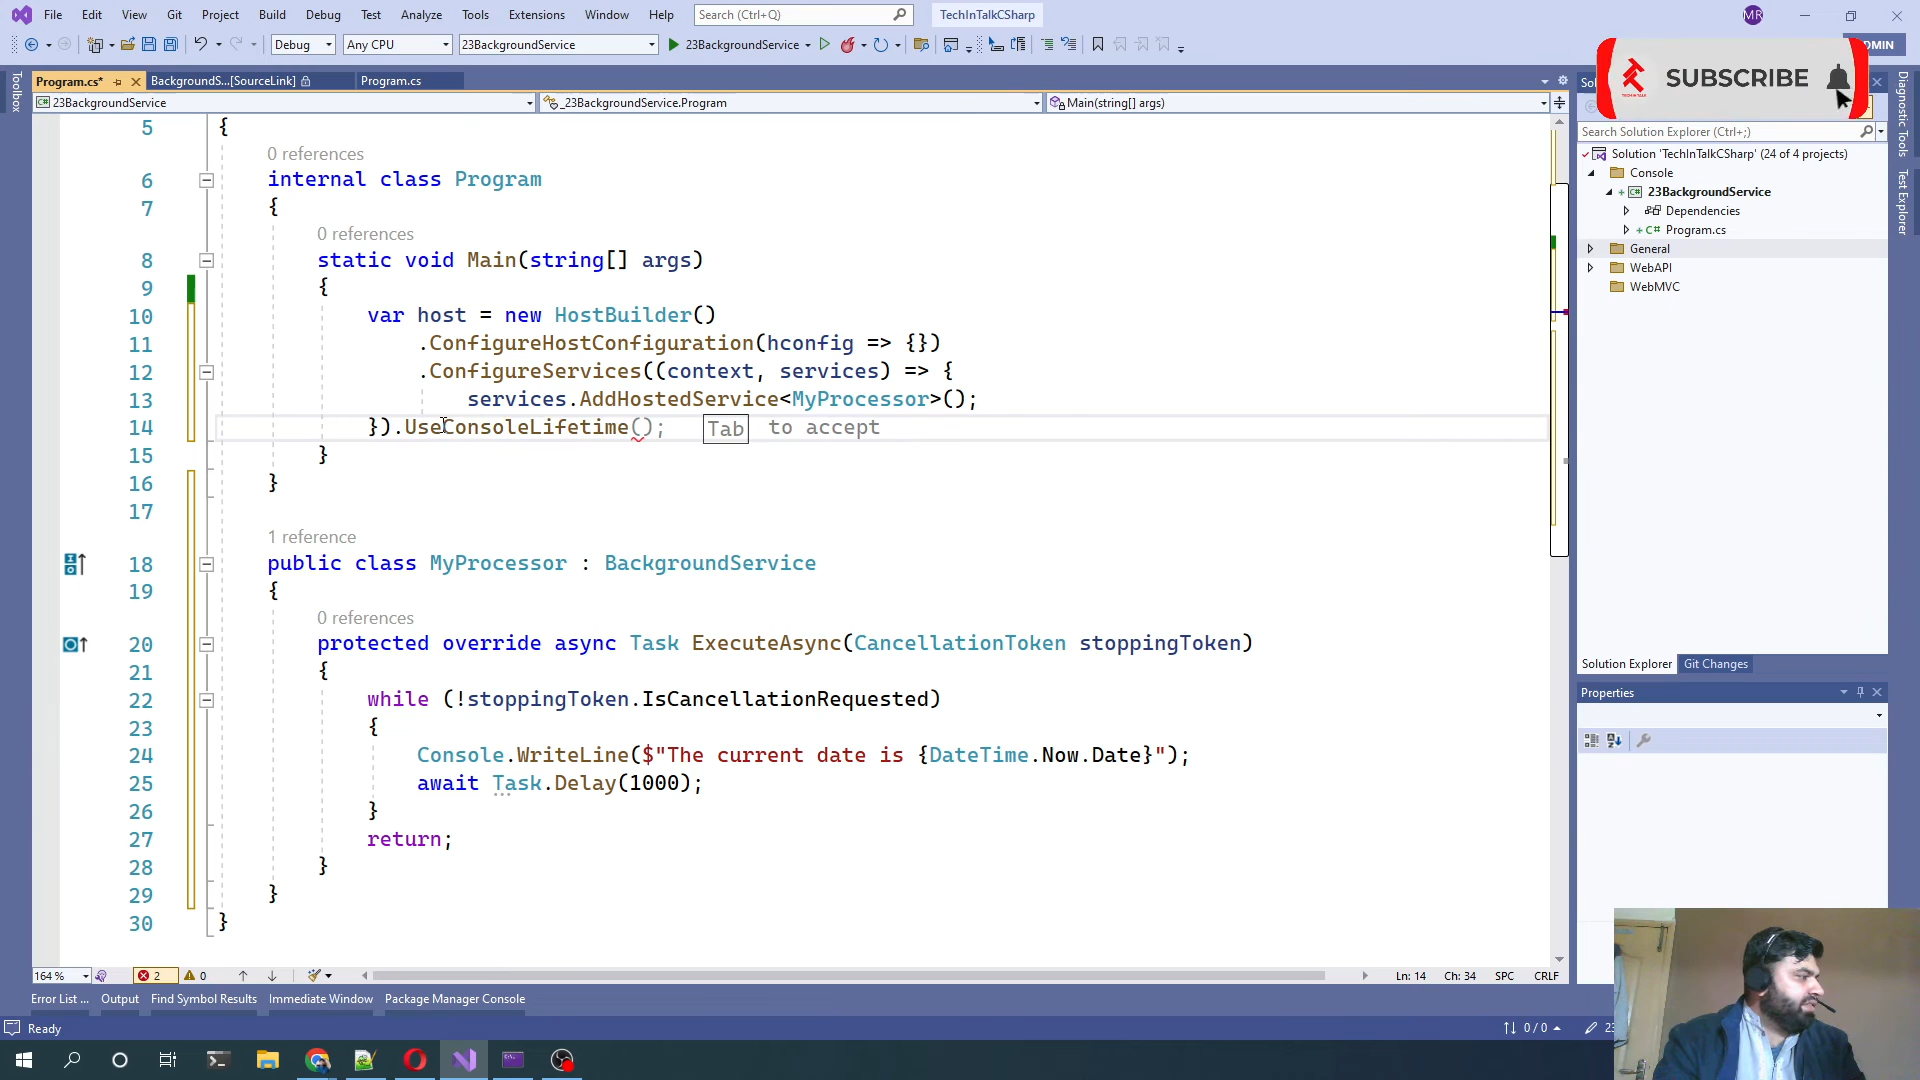 File Edit View Git Project Build Debug Test Analyze Tools Extensions Window Help Search (Ctrl+Q) TechInTalkCSharp MR
Debug Any CPU 23BackgroundService 23BackgroundService
SUBSCRIBE
Toolbox
Program.cs* BackgroundS...[SourceLink] Program.cs
23BackgroundService _23BackgroundService.Program Main(string[] args)
5 {
0 references
6 internal class Program
7 {
0 references
8 static void Main(string[] args)
9 {
10 var host = new HostBuilder()
11 .ConfigureHostConfiguration(hconfig => {})
12 .ConfigureServices((context, services) => {
13 services.AddHostedService<MyProcessor>();
14 }).UseConsoleLifetime(); Tab to accept
15 }
16 }
17
1 reference
18 public class MyProcessor : BackgroundService
19 {
0 references
20 protected override async Task ExecuteAsync(CancellationToken stoppingToken)
21 {
22 while (!stoppingToken.IsCancellationRequested)
23 {
24 Console.WriteLine($"The current date is {DateTime.Now.Date}");
25 await Task.Delay(1000);
26 }
27 return;
28 }
29 }
30 }
164 % 2 0 Ln: 14 Ch: 34 SPC CRLF
Error List ... Output Find Symbol Results Immediate Window Package Manager Console
Ready 0 / 0
Search Solution Explorer (Ctrl+;)
Solution 'TechInTalkCSharp' (24 of 4 projects)
Console
23BackgroundService
Dependencies
Program.cs
General
WebAPI
WebMVC
Solution Explorer Git Changes
Properties
Diagnostic Tools
Test Explorer